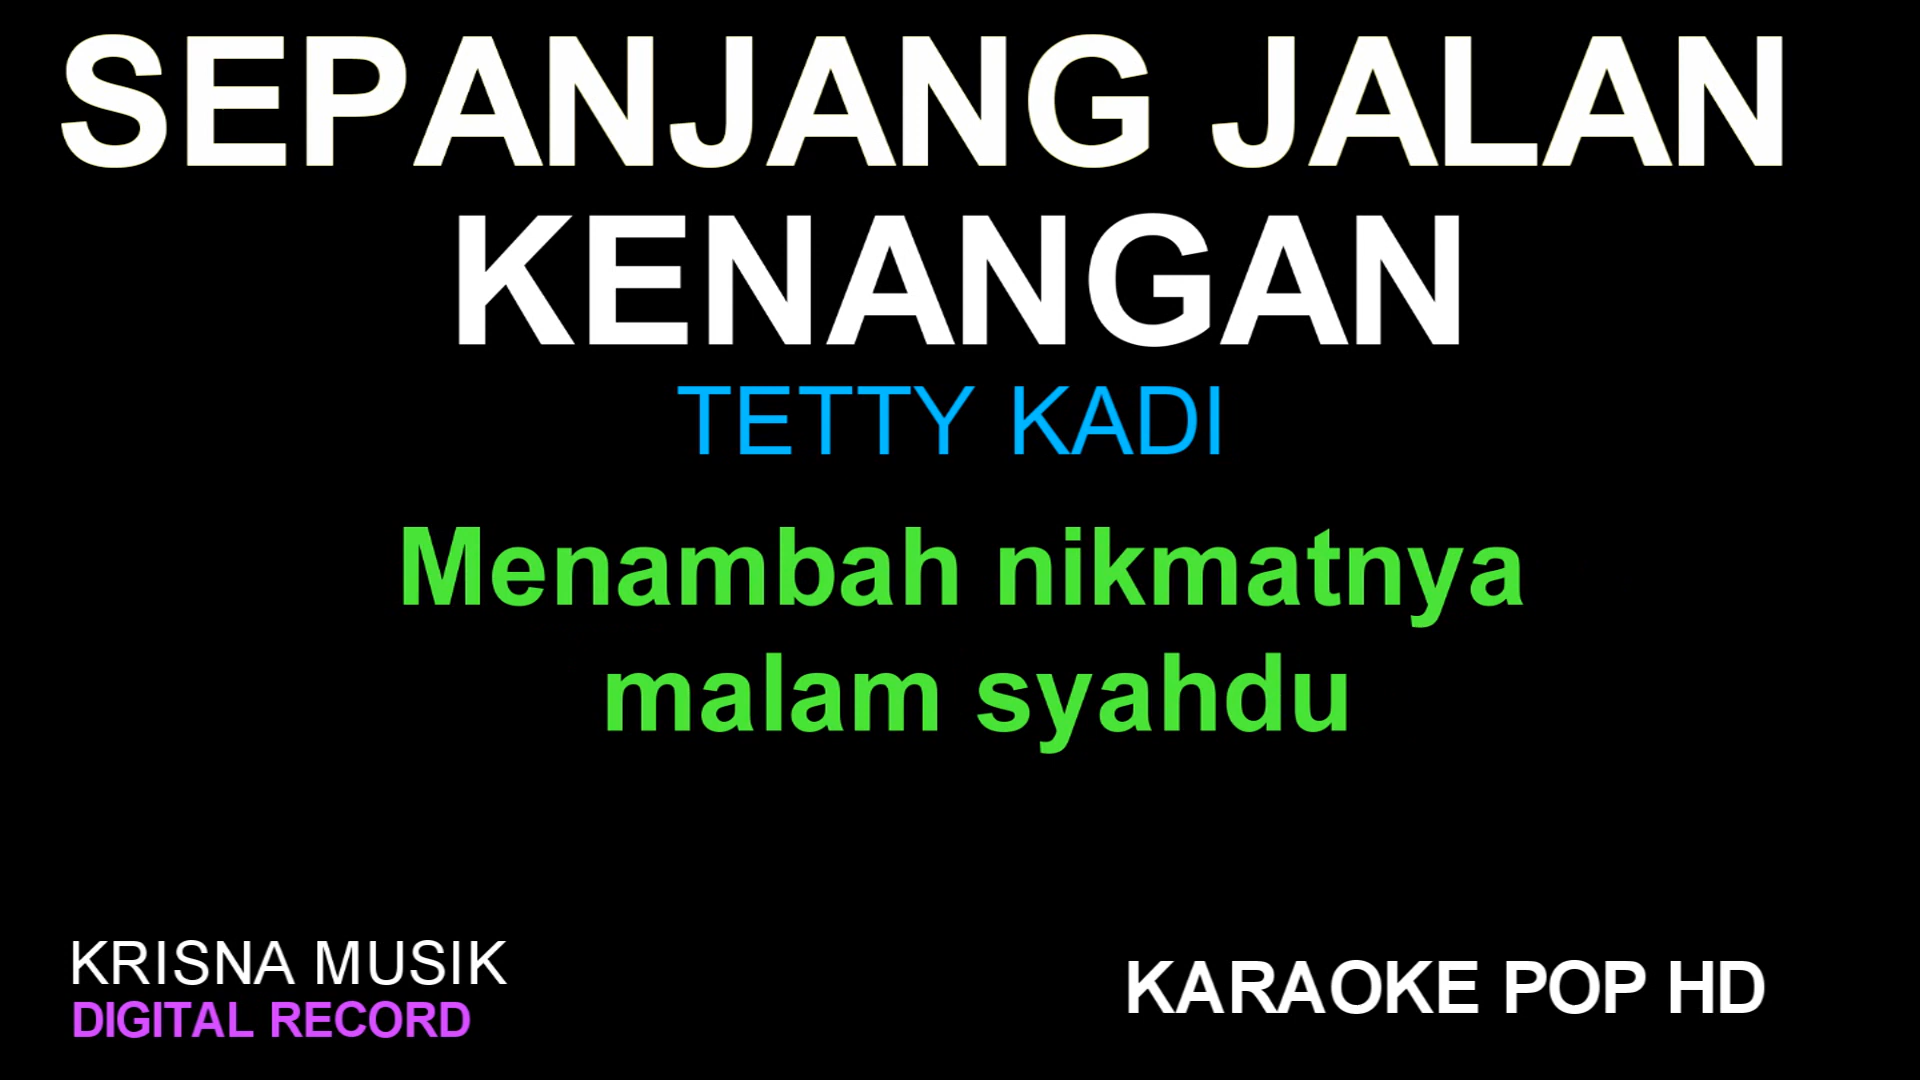 SEPANJANG JALAN
KENANGAN
TETTY KADI
Menambah nikmatnya
malam syahdu
KRISNA MUSIK
DIGITAL RECORD
KARAOKE POP HD